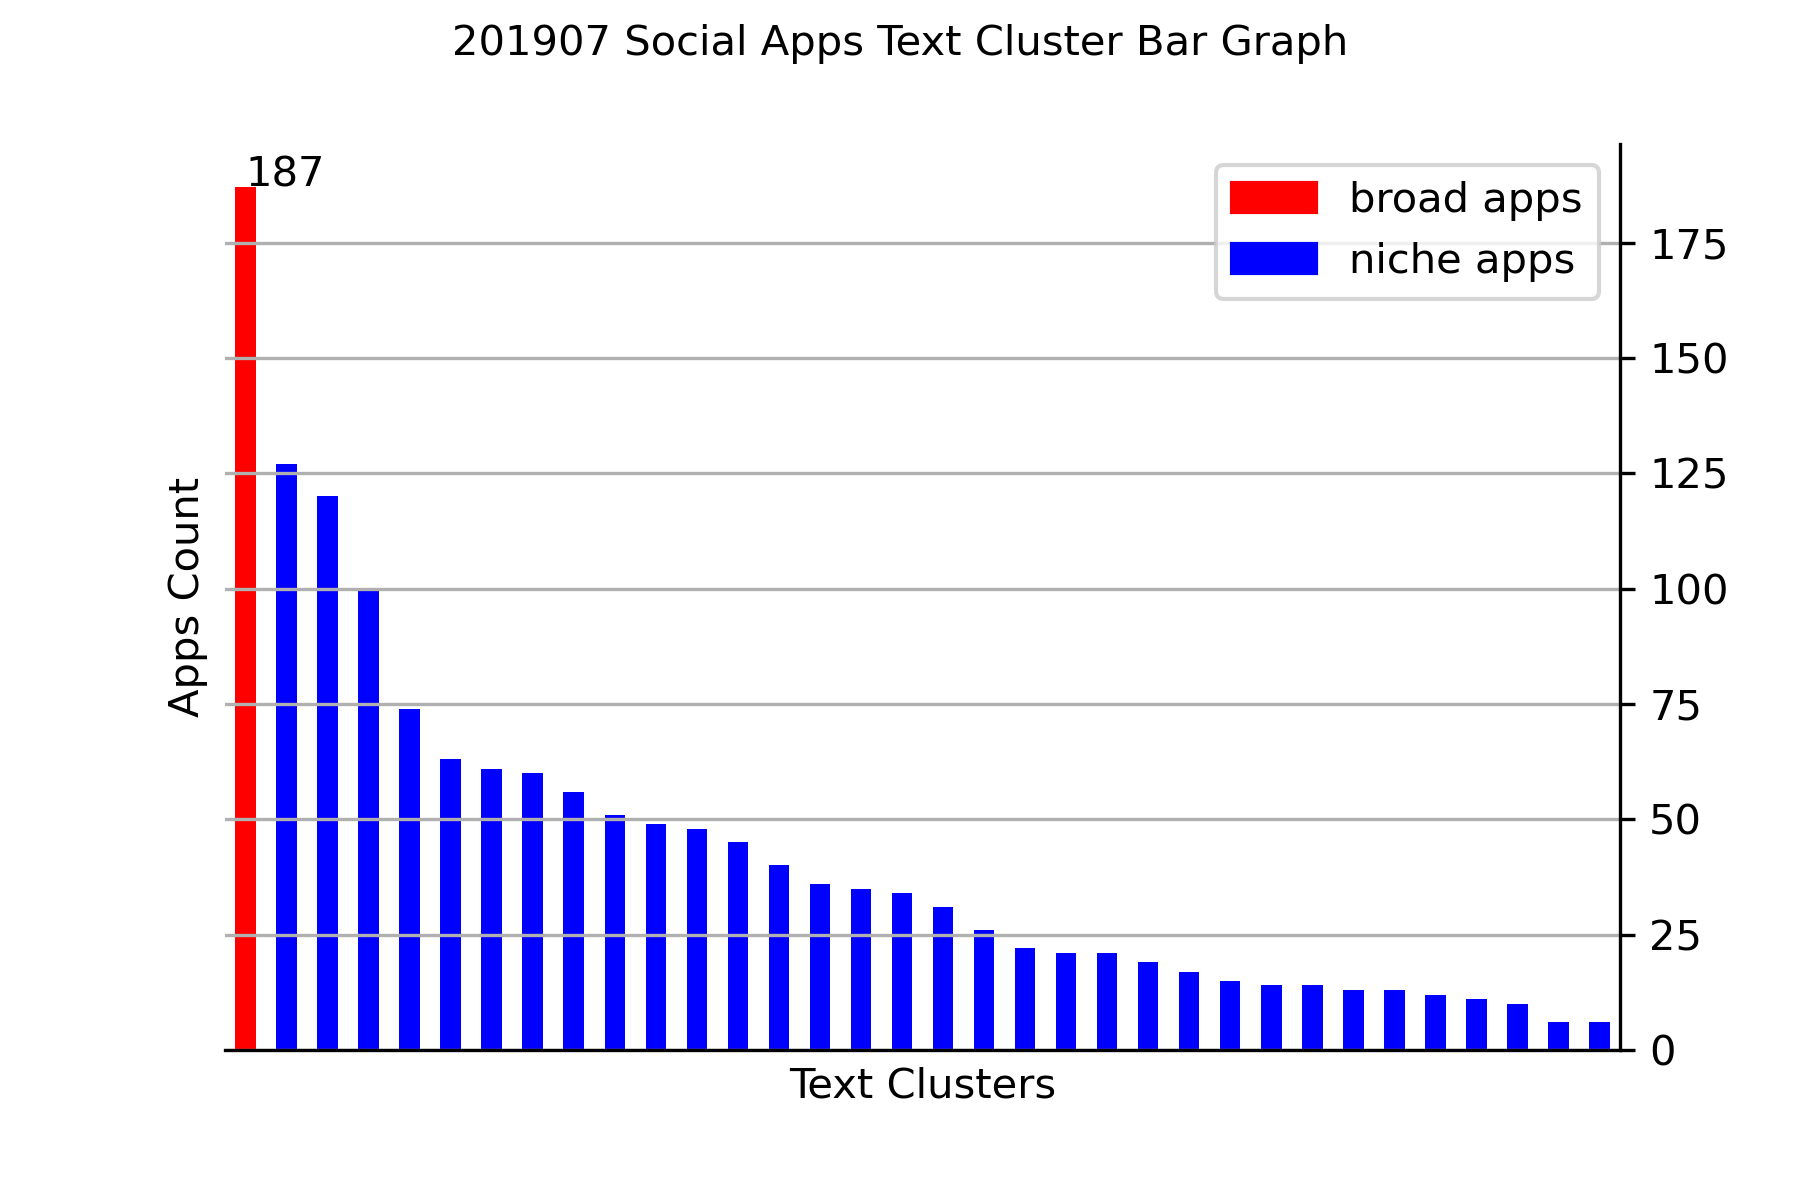 201907 Social Apps Text Cluster Bar Graph
187
broad apps
niche apps
175
150
125
100
75
50
25
0
Apps Count
Text Clusters